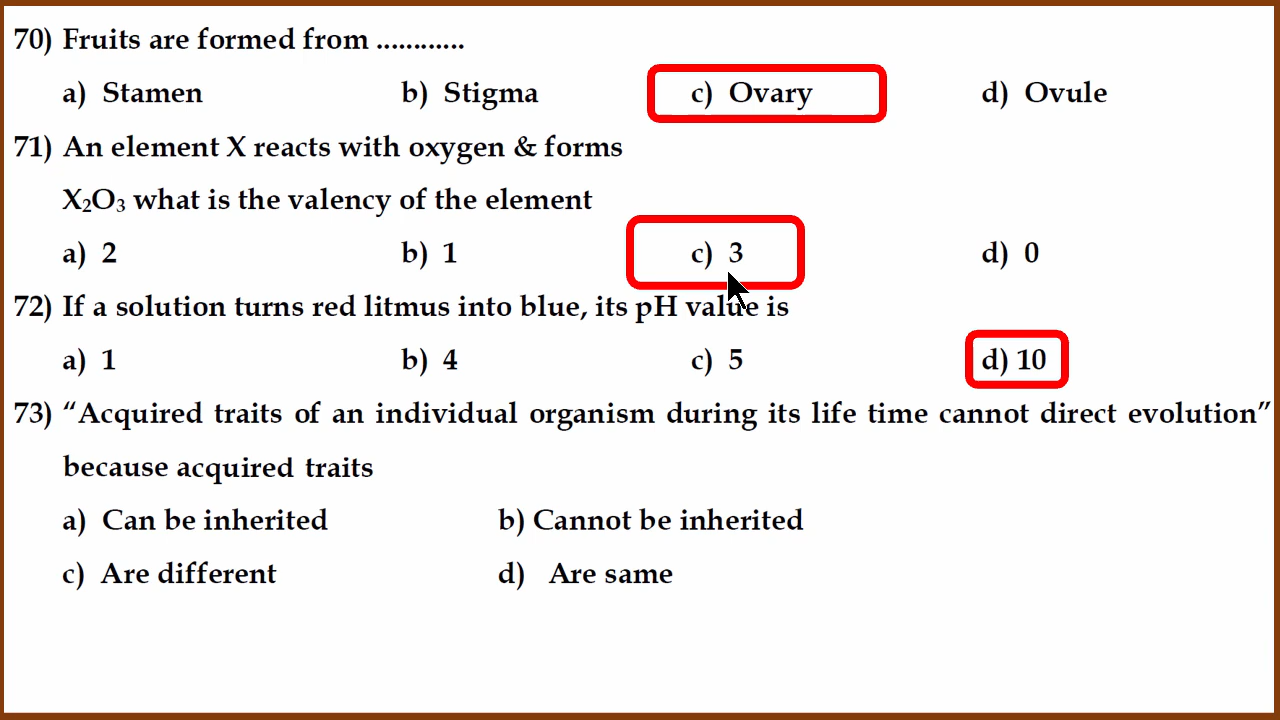 70) Fruits are formed from ............
a) Stamen b) Stigma c) Ovary d) Ovule
71) An element X reacts with oxygen & forms
X₂O₃ what is the valency of the element
a) 2 b) 1 c) 3 d) 0
72) If a solution turns red litmus into blue, its pH value is
a) 1 b) 4 c) 5 d) 10
73) “Acquired traits of an individual organism during its life time cannot direct evolution”
because acquired traits
a) Can be inherited b) Cannot be inherited
c) Are different d) Are same